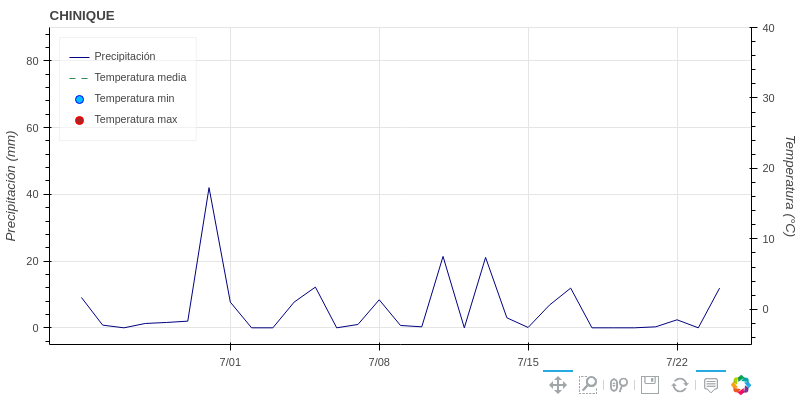 CHINIQUE
Precipitación
Temperatura media
Temperatura min
Temperatura max
Precipitación (mm)
80
60
40
20
0
Temperatura (°C)
40
30
20
10
0
7/01
7/08
7/15
7/22